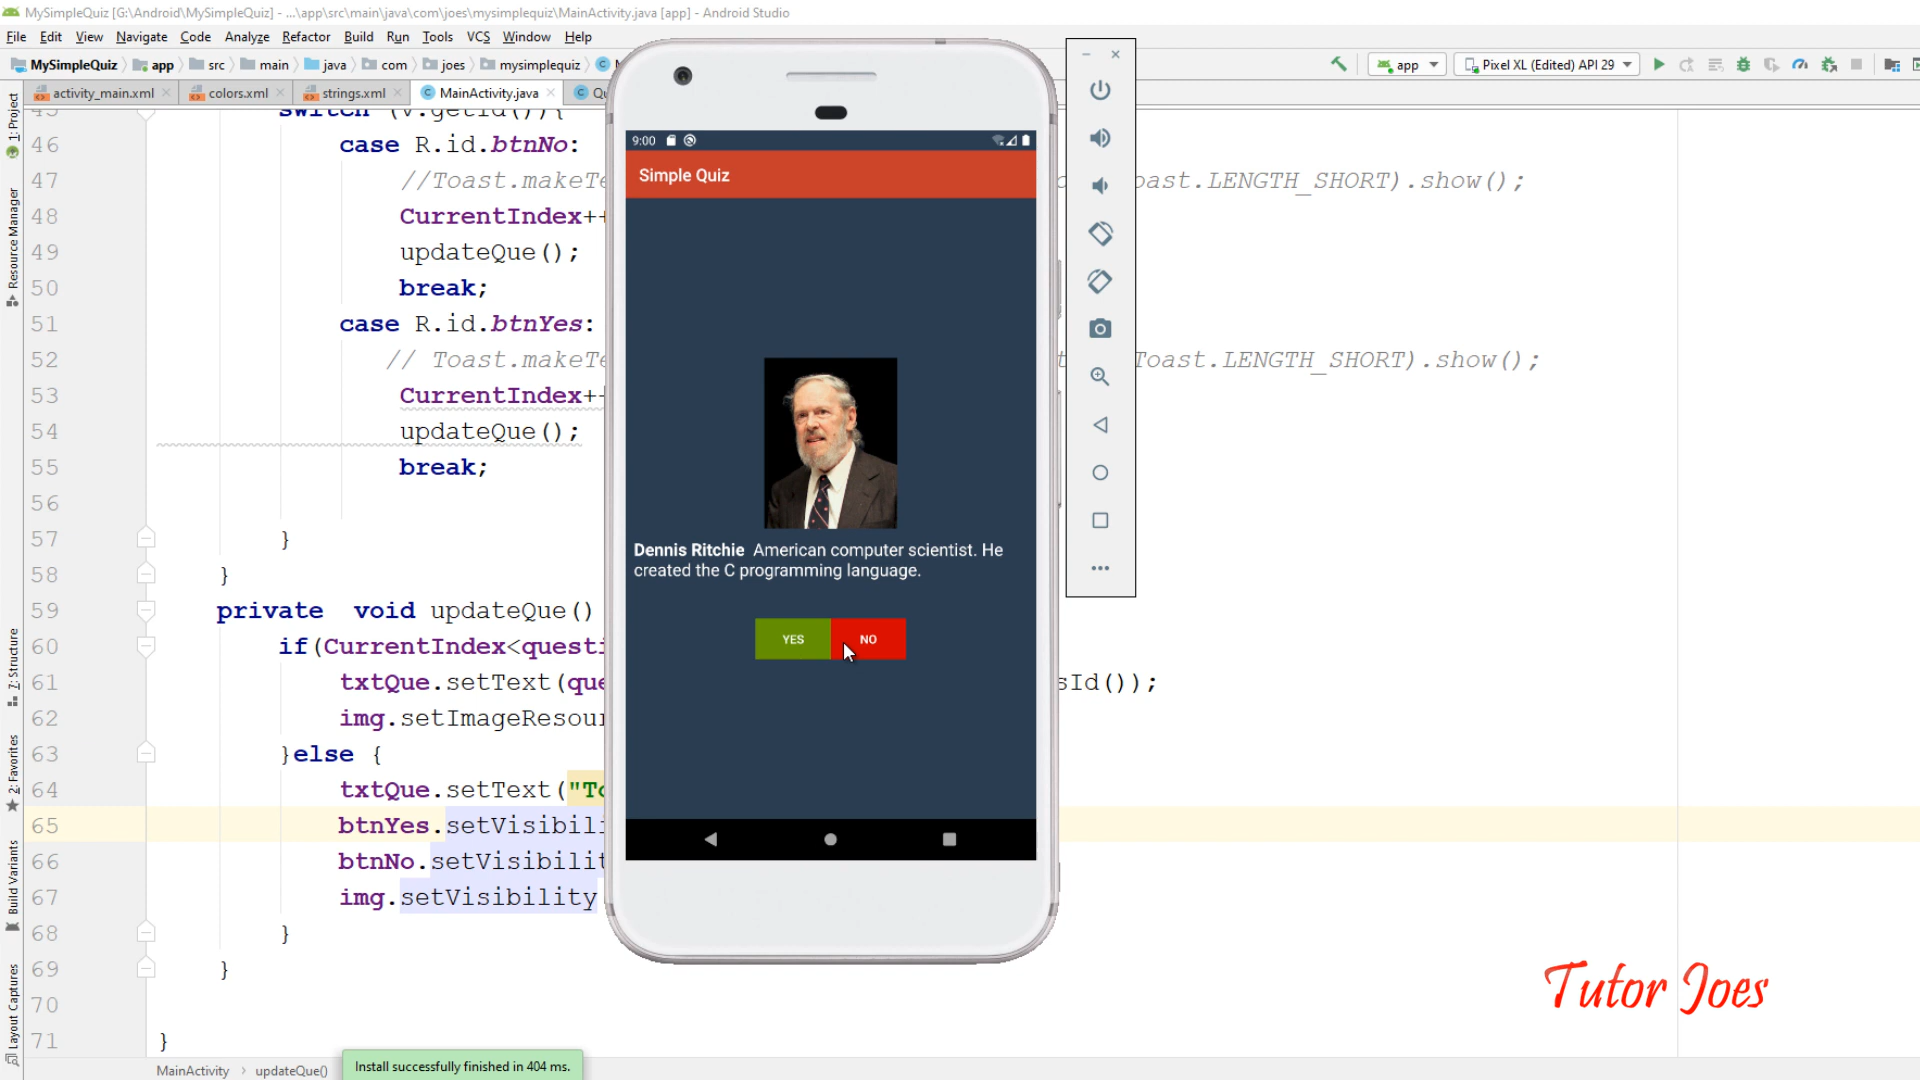 MySimpleQuiz [G:\Android\MySimpleQuiz] - ...\app\src\main\java\com\joes\mysimplequiz\MainActivity.java [app] - Android Studio
File Edit View Navigate Code Analyze Refactor Build Run Tools VCS Window Help
MySimpleQuiz app src main java com joes mysimplequiz
app Pixel XL (Edited) API 29
activity_main.xml colors.xml strings.xml MainActivity.java
1: Project
Resource Manager
7: Structure
2: Favorites
Build Variants
Layout Captures
45 switch (v.getId()){
46 case R.id.btnNo:
47 //Toast.makeTe oast.LENGTH_SHORT).show();
48 CurrentIndex++
49 updateQue();
50 break;
51 case R.id.btnYes:
52 // Toast.makeTe Toast.LENGTH_SHORT).show();
53 CurrentIndex+
54 updateQue();
55 break;
56
57 }
58 }
59 private void updateQue()
60 if(CurrentIndex<questi
61 txtQue.setText(que sId());
62 img.setImageResour
63 }else {
64 txtQue.setText("To
65 btnYes.setVisibili
66 btnNo.setVisibilit
67 img.setVisibility
68 }
69 }
70
71 }
9:00
Simple Quiz
Dennis Ritchie American computer scientist. He
created the C programming language.
YES NO
Tutor Joes
MainActivity updateQue()
Install successfully finished in 404 ms.